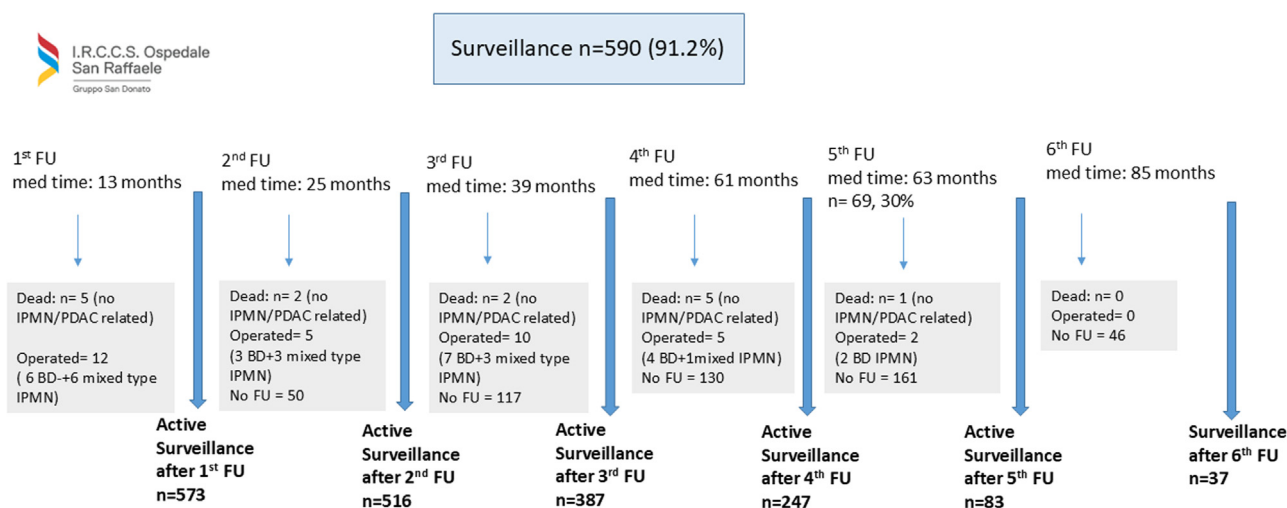 I.R.C.C.S. Ospedale
San Raffaele
Gruppo San Donato
Surveillance n=590 (91.2%)
1st FU
med time: 13 months
2nd FU
med time: 25 months
3rd FU
med time: 39 months
4th FU
med time: 61 months
5th FU
med time: 63 months
n= 69, 30%
6th FU
med time: 85 months
Dead: n= 5 (no
IPMN/PDAC related)
Operated= 12
( 6 BD-+6 mixed type
IPMN)
Dead: n= 2 (no
IPMN/PDAC related)
Operated= 5
(3 BD+3 mixed type
IPMN)
No FU = 50
Dead: n= 2 (no
IPMN/PDAC related)
Operated= 10
(7 BD+3 mixed type
IPMN)
No FU = 117
Dead: n= 5 (no
IPMN/PDAC related)
Operated= 5
(4 BD+1mixed IPMN)
No FU = 130
Dead: n= 1 (no
IPMN/PDAC related)
Operated= 2
(2 BD IPMN)
No FU = 161
Dead: n= 0
Operated= 0
No FU = 46
Active
Surveillance
after 1st FU
n=573
Active
Surveillance
after 2nd FU
n=516
Active
Surveillance
after 3rd FU
n=387
Active
Surveillance
after 4th FU
n=247
Active
Surveillance
after 5th FU
n=83
Surveillance
after 6th FU
n=37